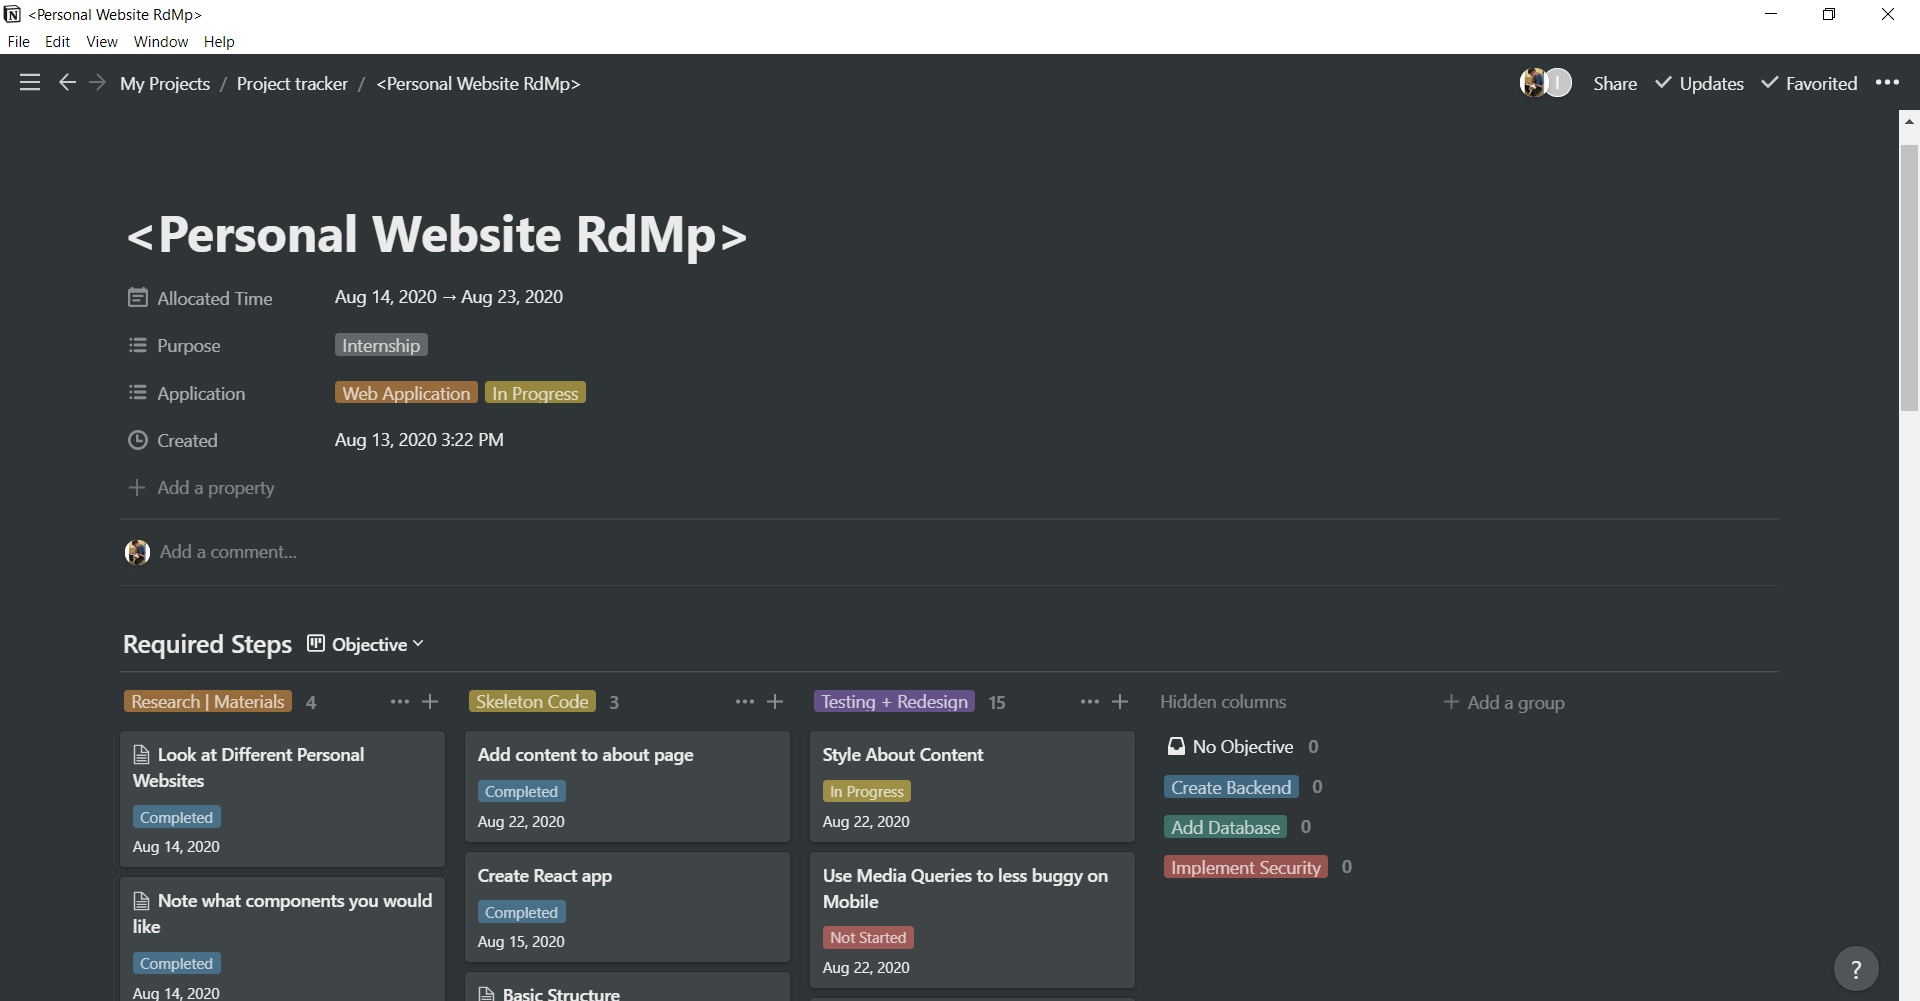 <Personal Website RdMp>
File Edit View Window Help
My Projects / Project tracker / <Personal Website RdMp>
I Share Updates Favorited
<Personal Website RdMp>
Allocated Time Aug 14, 2020 → Aug 23, 2020
Purpose Internship
Application Web Application In Progress
Created Aug 13, 2020 3:22 PM
Add a property
Add a comment...
Required Steps Objective
Research | Materials 4
Look at Different Personal
Websites
Completed
Aug 14, 2020
Note what components you would
like
Completed
Aug 14, 2020
Skeleton Code 3
Add content to about page
Completed
Aug 22, 2020
Create React app
Completed
Aug 15, 2020
Basic Structure
Testing + Redesign 15
Style About Content
In Progress
Aug 22, 2020
Use Media Queries to less buggy on
Mobile
Not Started
Aug 22, 2020
Hidden columns
No Objective 0
Create Backend 0
Add Database 0
Implement Security 0
Add a group
?